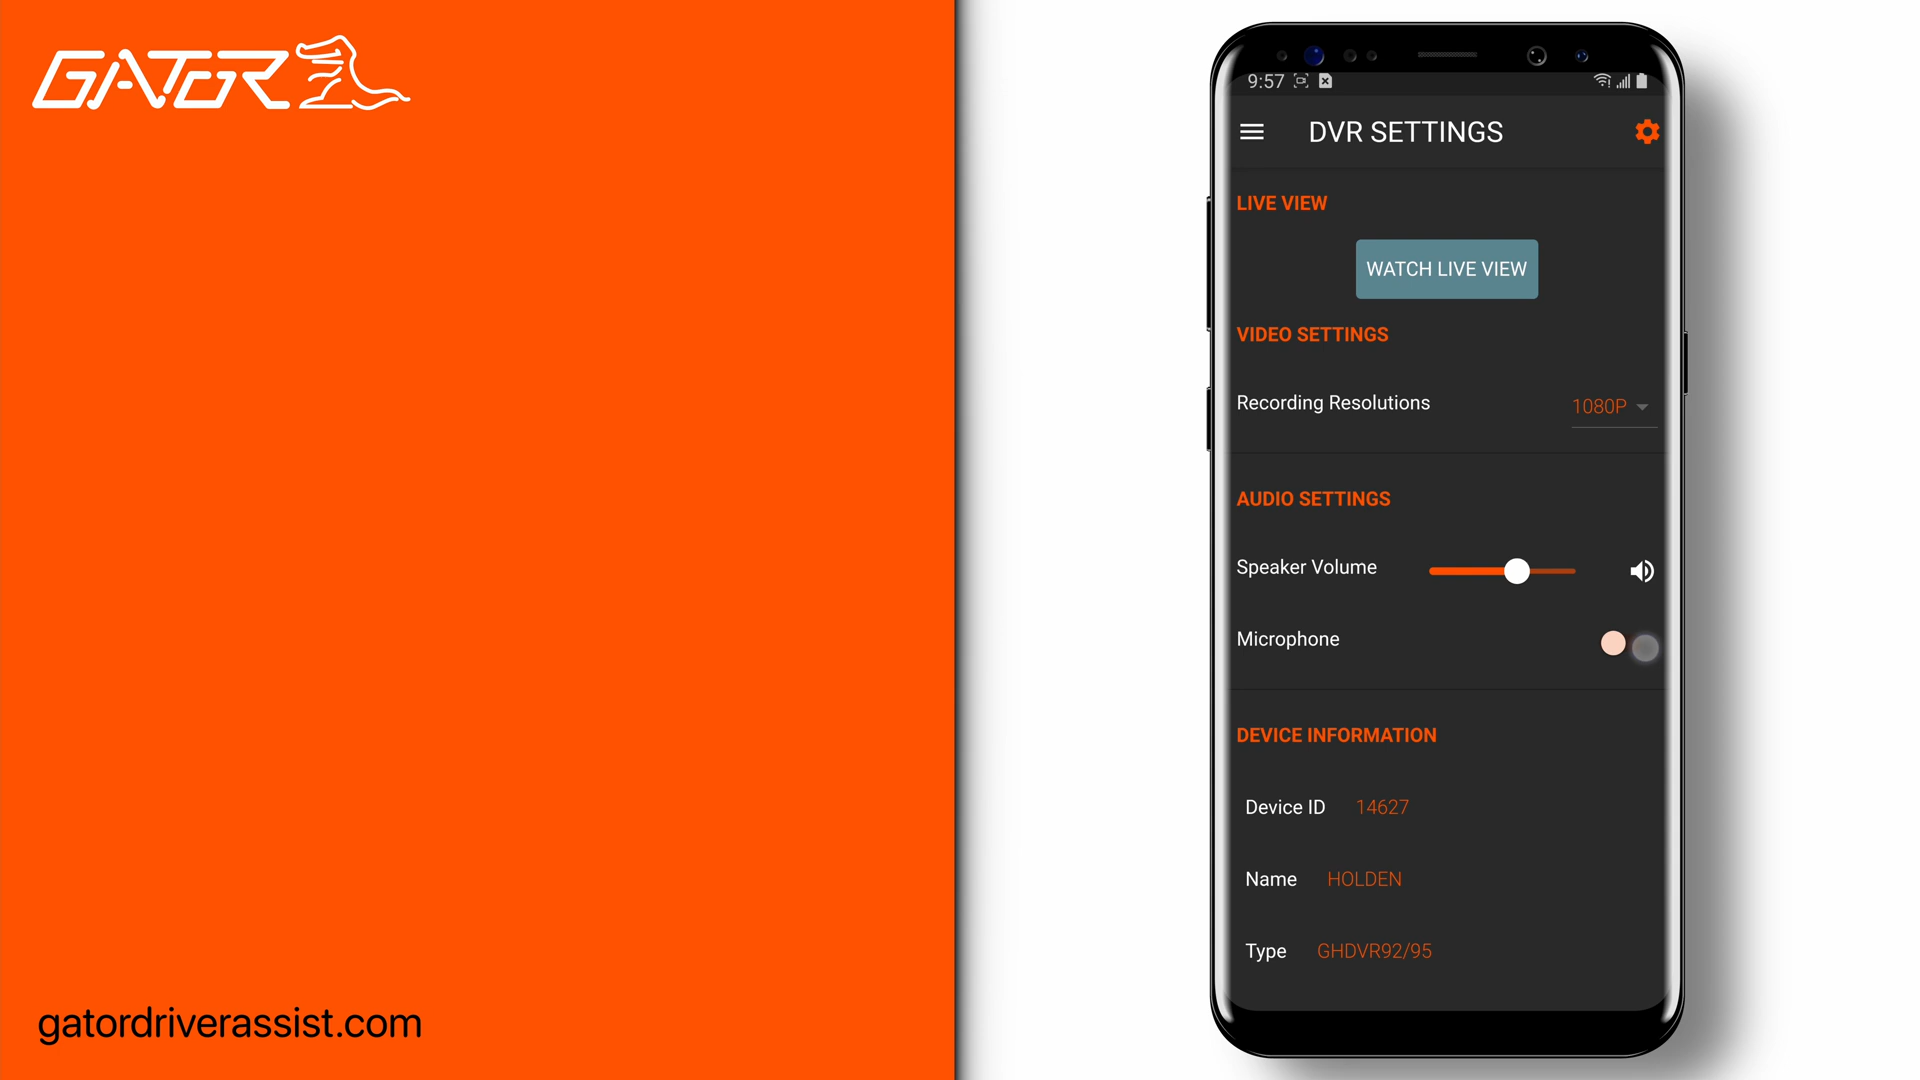 GATOR
gatordriverassist.com
9:57
DVR SETTINGS
LIVE VIEW
WATCH LIVE VIEW
VIDEO SETTINGS
Recording Resolutions 1080P
AUDIO SETTINGS
Speaker Volume
Microphone
DEVICE INFORMATION
Device ID 14627
Name HOLDEN
Type GHDVR92/95